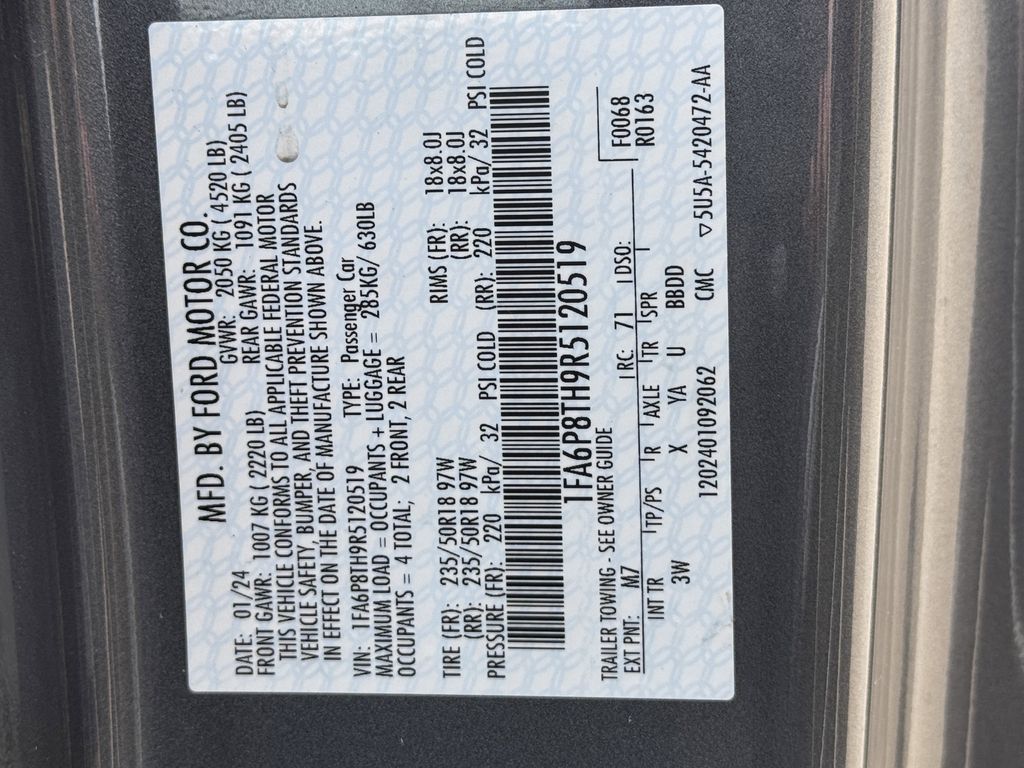 MFD. BY FORD MOTOR CO.
DATE: 01/24 GVWR: 2050 KG ( 4520 LB)
FRONT GAWR: 1007 KG (2220 LB) REAR GAWR: 1091 KG ( 2405 LB)
THIS VEHICLE CONFORMS TO ALL APPLICABLE FEDERAL MOTOR
VEHICLE SAFETY, BUMPER, AND THEFT PREVENTION STANDARDS
IN EFFECT ON THE DATE OF MANUFACTURE SHOWN ABOVE.
VIN: 1FA6P8TH9R5120519 TYPE: Passenger Car
MAXIMUM LOAD = OCCUPANTS + LUGGAGE = 285KG/ 630LB
OCCUPANTS = 4 TOTAL; 2 FRONT, 2 REAR
TIRE (FR): 235/50R18 97W RIMS (FR): 18x8.0J
(RR): 235/50R18 97W (RR): 18x8.0J
PRESSURE (FR): 220 kPa/ 32 PSI COLD (RR): 220 kPa/ 32 PSI COLD
1FA6P8TH9R5120519
TRAILER TOWING - SEE OWNER GUIDE F0068
EXT PNT: M7 RC: 71 DSO: R0163
INT TR TP/PS R AXLE TR SPR
3W X YA U BBDD
1202401092062 CMC ▽5U5A-5420472-AA